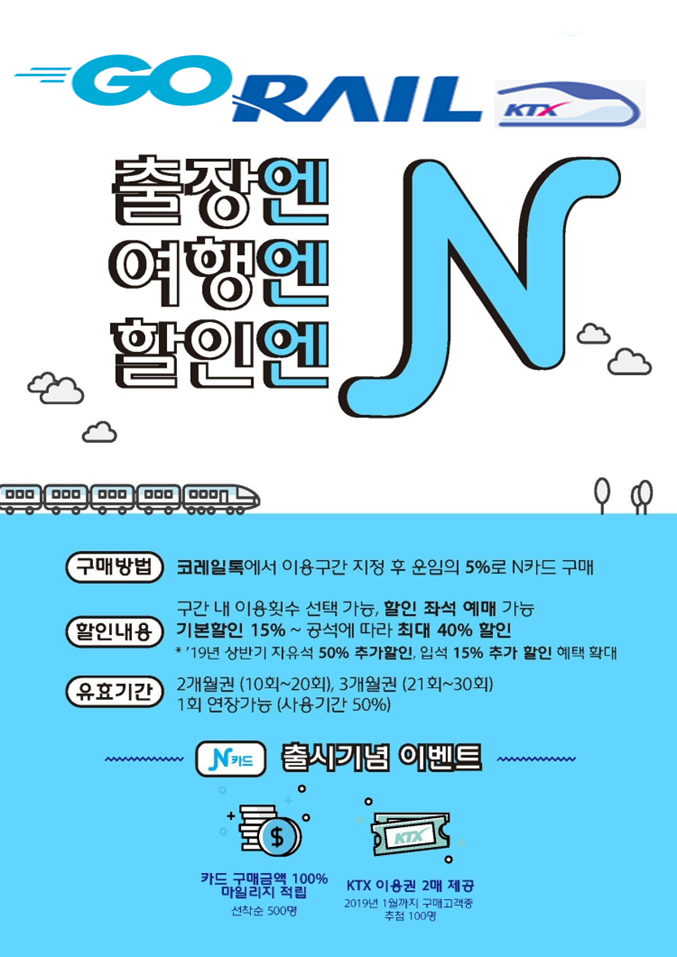 GO RAIL KTX
출장엔
여행엔
할인엔
N
구매방법 코레일톡에서 이용구간 지정 후 운임의 5%로 N카드 구매
구간 내 이용횟수 선택 가능, 할인 좌석 예매 가능
할인내용 기본할인 15% ~ 공석에 따라 최대 40% 할인
* '19년 상반기 자유석 50% 추가할인, 입석 15% 추가 할인 혜택 확대
유효기간 2개월권 (10회~20회), 3개월권 (21회~30회)
1회 연장가능 (사용기간 50%)
N카드 출시기념 이벤트
$
KTX
카드 구매금액 100%
마일리지 적립
선착순 500명
KTX 이용권 2매 제공
2019년 1월까지 구매고객중
추첨 100명